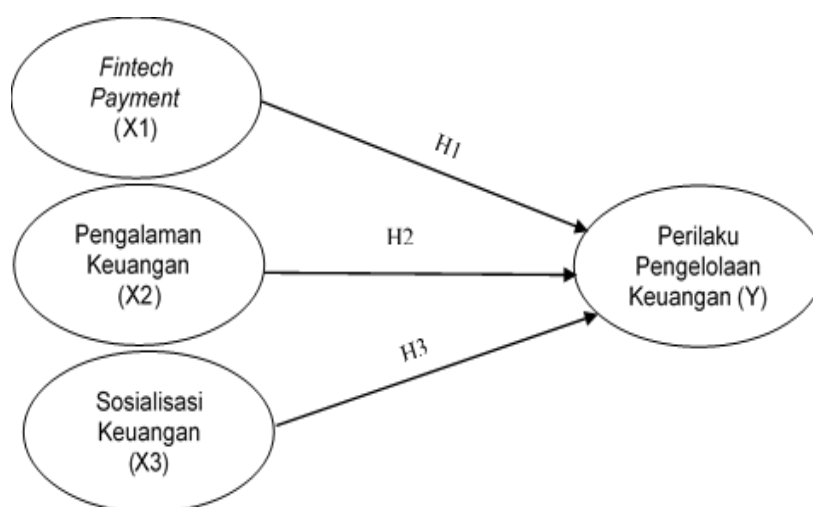 Fintech
Payment
(X1)
H1
Pengalaman
Keuangan
(X2)
H2
Perilaku
Pengelolaan
Keuangan (Y)
H3
Sosialisasi
Keuangan
(X3)